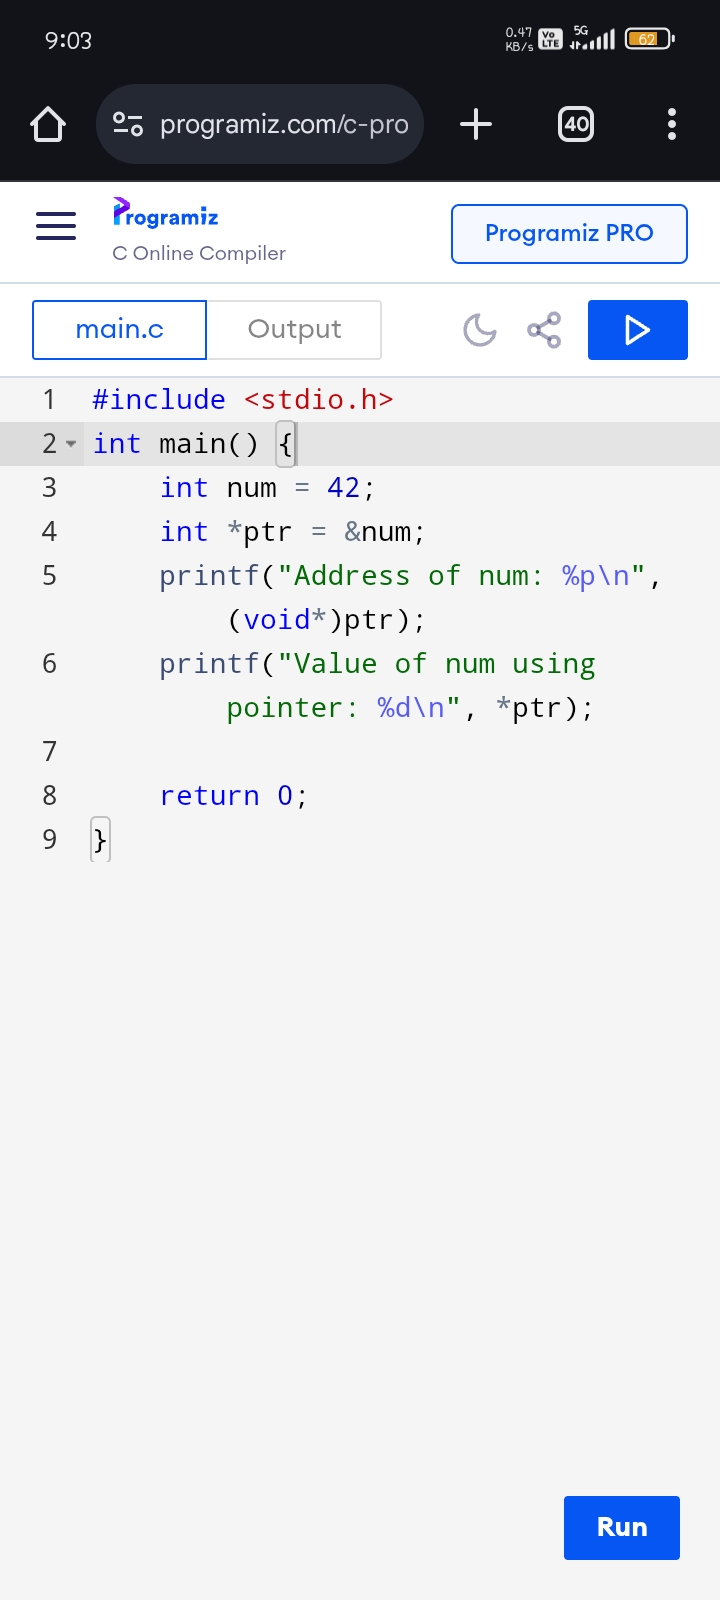 9:03
0.47 KB/s Vo LTE 5G 62
programiz.com/c-pro
40
Programiz
C Online Compiler
Programiz PRO
main.c Output
1 #include <stdio.h>
2 int main() {
3     int num = 42;
4     int *ptr = &num;
5     printf("Address of num: %p\n",
        (void*)ptr);
6     printf("Value of num using
        pointer: %d\n", *ptr);
7
8     return 0;
9 }
Run